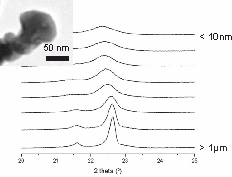 50 nm
< 10nm
> 1µm
20 21 22 23 24 25
2 theta (°)